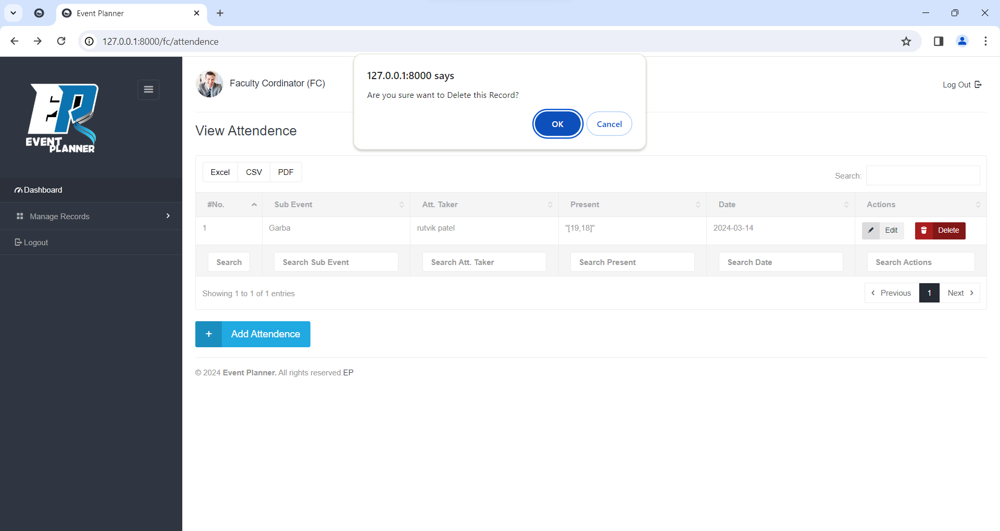 Event Planner
127.0.0.1:8000/fc/attendence
127.0.0.1:8000 says
Are you sure want to Delete this Record?
OK
Cancel
EVENT
PLANNER
Faculty Cordinator (FC)
Log Out
View Attendence
Dashboard
Manage Records
Logout
Excel
CSV
PDF
Search:
#No.
Sub Event
Att. Taker
Present
Date
Actions
1
Garba
rutvik patel
"[19,18]"
2024-03-14
Edit
Delete
Search
Search Sub Event
Search Att. Taker
Search Present
Search Date
Search Actions
Showing 1 to 1 of 1 entries
Previous
1
Next
+ Add Attendence
© 2024 Event Planner. All rights reserved.EP